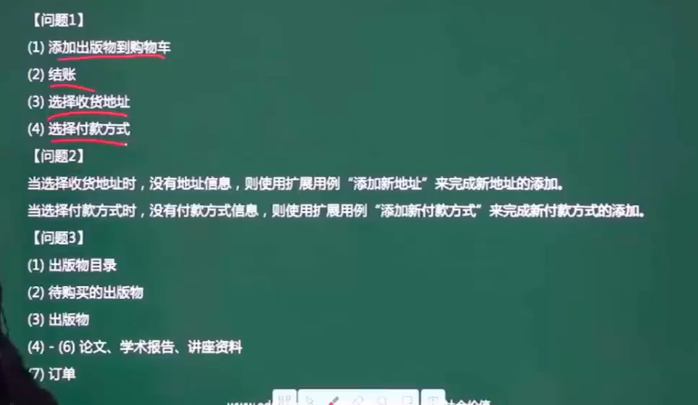 【问题1】
(1) 添加出版物到购物车
(2) 结账
(3) 选择收货地址
(4) 选择付款方式
【问题2】
当选择收货地址时，没有地址信息，则使用扩展用例“添加新地址”来完成新地址的添加。
当选择付款方式时，没有付款方式信息，则使用扩展用例“添加新付款方式”来完成新付款方式的添加。
【问题3】
(1) 出版物目录
(2) 待购买的出版物
(3) 出版物
(4) - (6) 论文、学术报告、讲座资料
(7) 订单